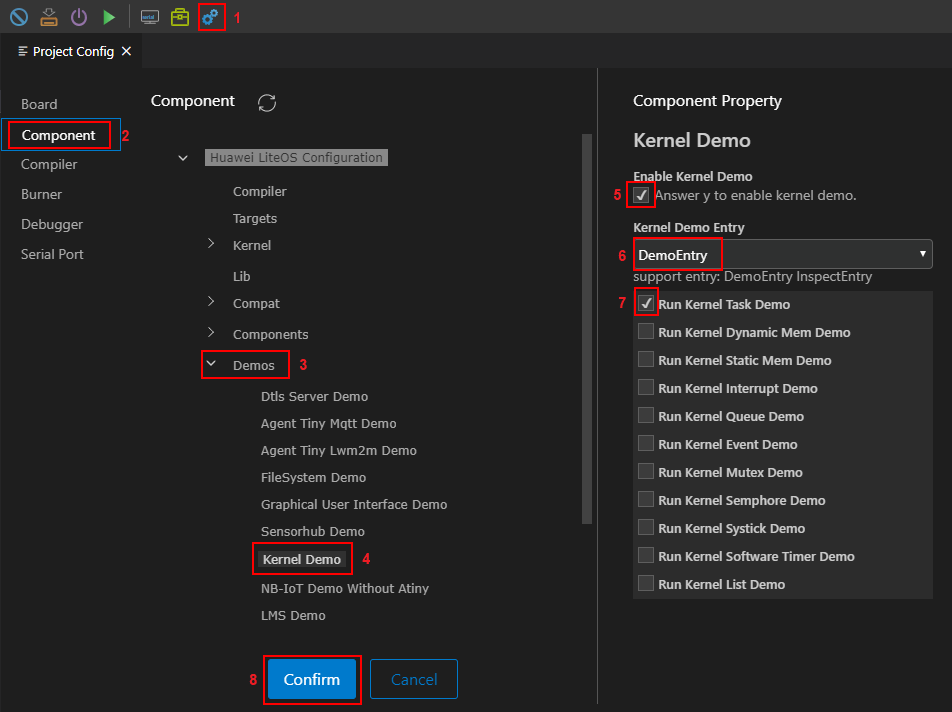 serial
1
Project Config
Board
Component
2
Compiler
Burner
Debugger
Serial Port
Component
Huawei LiteOS Configuration
Compiler
Targets
Kernel
Lib
Compat
Components
Demos
3
Dtls Server Demo
Agent Tiny Mqtt Demo
Agent Tiny Lwm2m Demo
FileSystem Demo
Graphical User Interface Demo
Sensorhub Demo
Kernel Demo
4
NB-IoT Demo Without Atiny
LMS Demo
8
Confirm
Cancel
Component Property
Kernel Demo
Enable Kernel Demo
5
Answer y to enable kernel demo.
Kernel Demo Entry
6
DemoEntry
support entry: DemoEntry InspectEntry
7
Run Kernel Task Demo
Run Kernel Dynamic Mem Demo
Run Kernel Static Mem Demo
Run Kernel Interrupt Demo
Run Kernel Queue Demo
Run Kernel Event Demo
Run Kernel Mutex Demo
Run Kernel Semphore Demo
Run Kernel Systick Demo
Run Kernel Software Timer Demo
Run Kernel List Demo